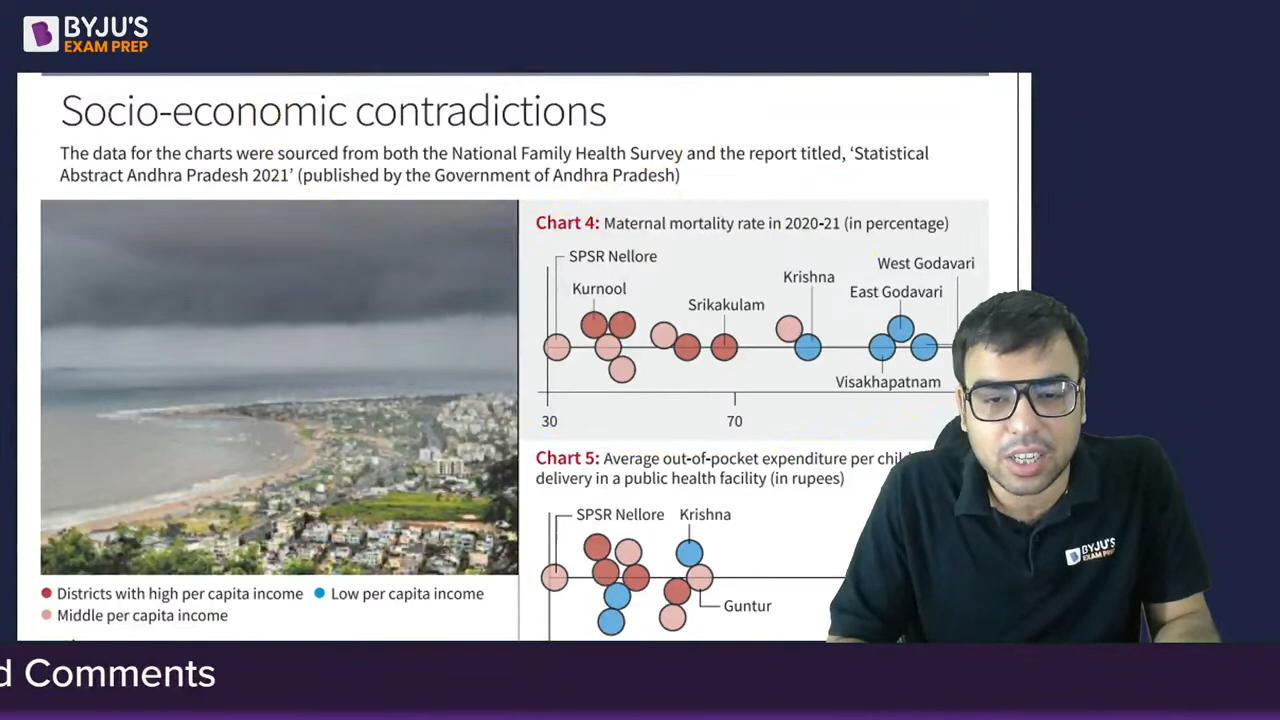 BYJU'S
EXAM PREP
Socio-economic contradictions
The data for the charts were sourced from both the National Family Health Survey and the report titled, ‘Statistical
Abstract Andhra Pradesh 2021’ (published by the Government of Andhra Pradesh)
Chart 4: Maternal mortality rate in 2020-21 (in percentage)
SPSR Nellore
West Godavari
Krishna
Kurnool
East Godavari
Srikakulam
Visakhapatnam
30
70
Chart 5: Average out-of-pocket expenditure per
delivery in a public health facility (in rupees)
SPSR Nellore
Krishna
BYJU'S
EXAM PREP
Districts with high per capita income
Low per capita income
Guntur
Middle per capita income
Comments